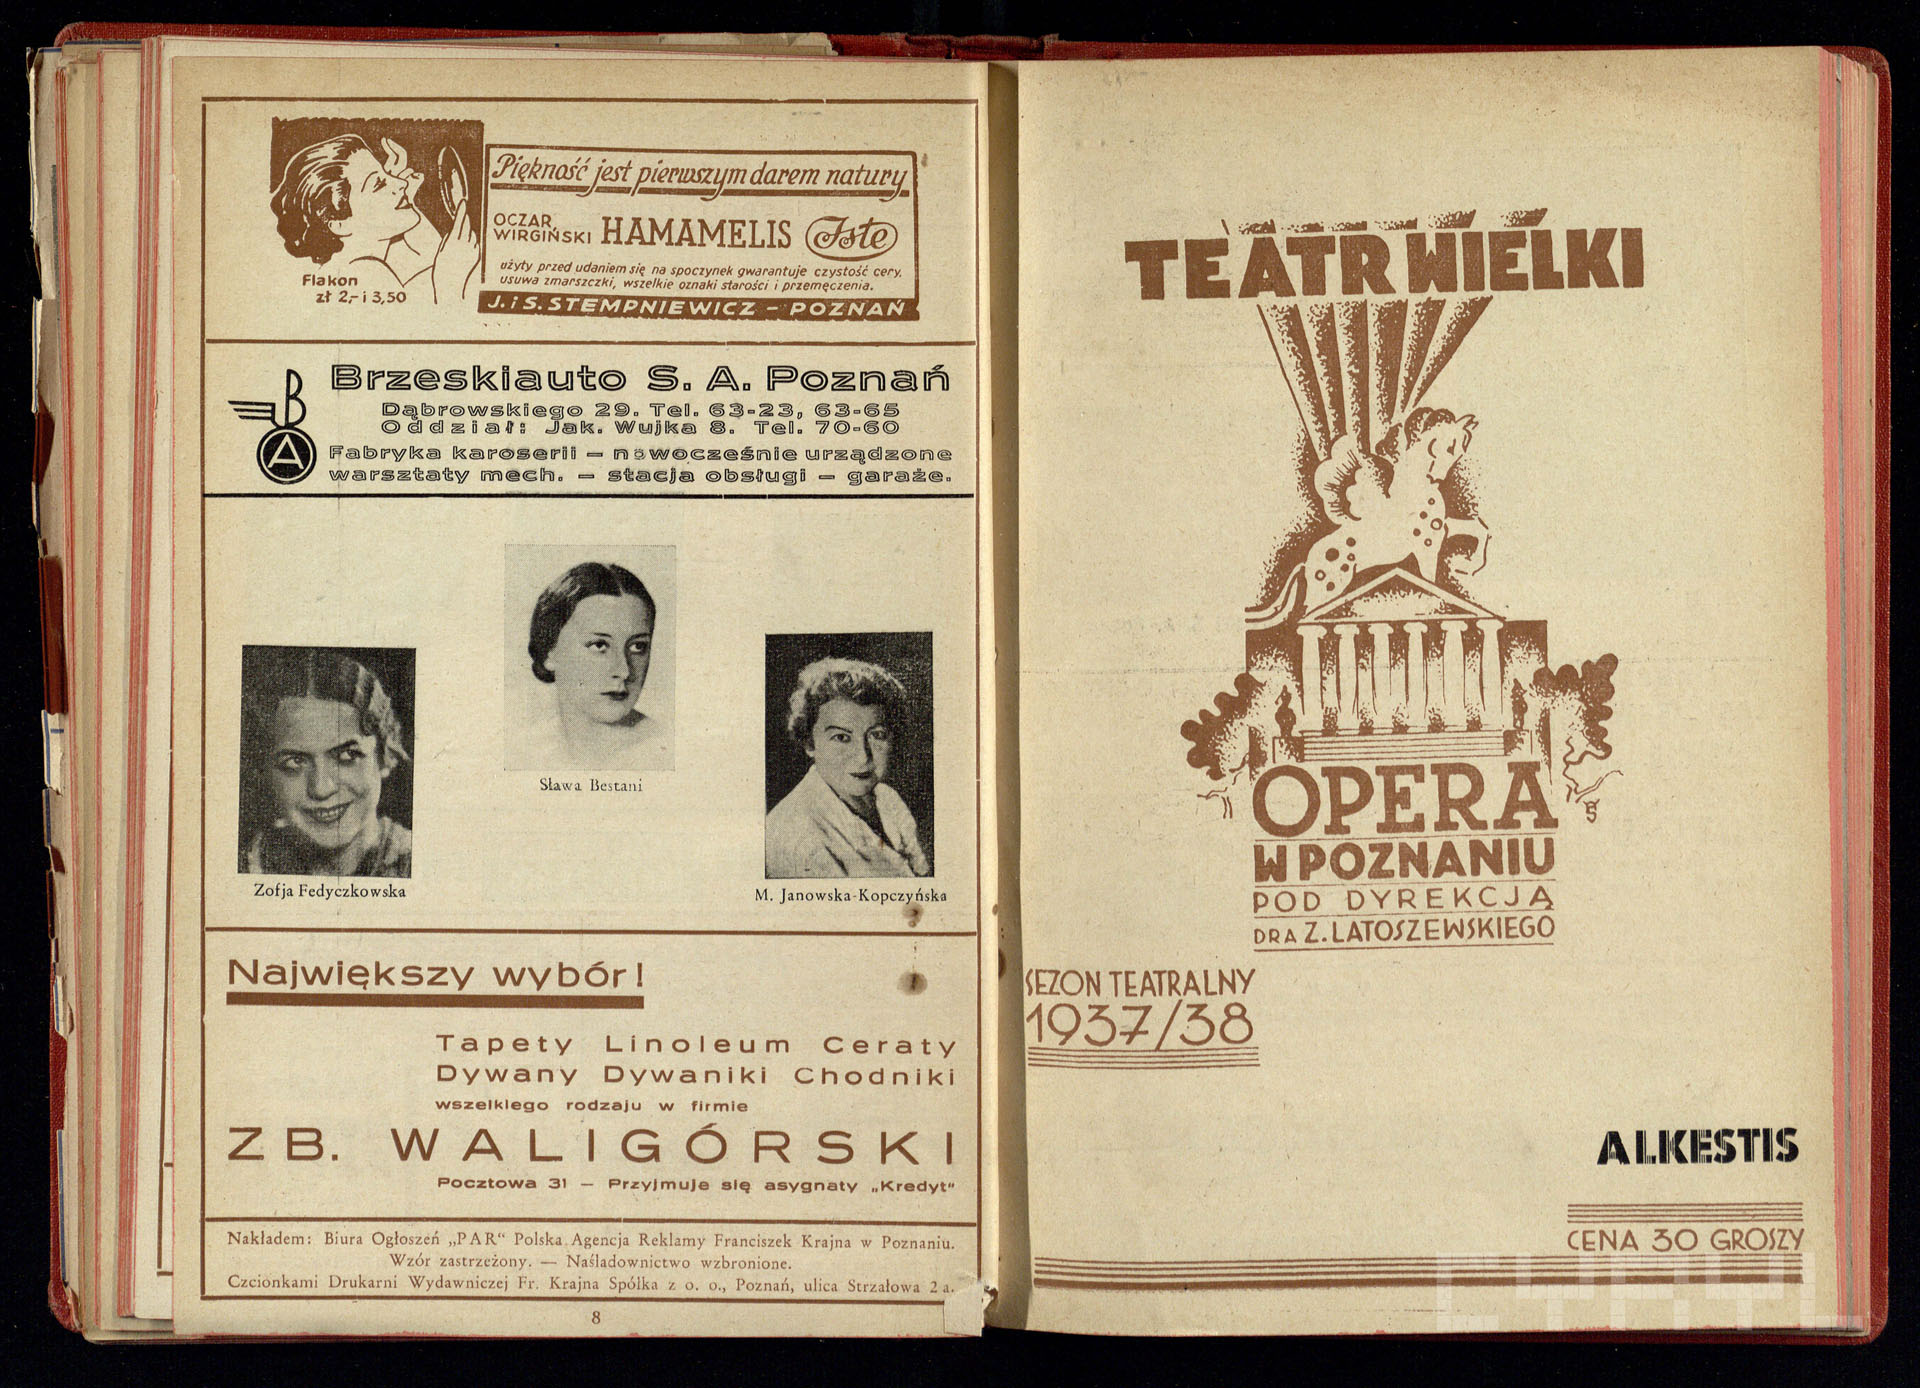 Piękność jest pierwszym darem natury
OCZAR WIRGIŃSKI HAMAMELIS Iste
użyty przed udaniem się na spoczynek gwarantuje czystość cery,
usuwa zmarszczki, wszelkie oznaki starości i przemęczenia.
Flakon
zł 2,- i 3,50
J. i S. STEMPNIEWICZ - POZNAŃ
BA
Brzeskiauto S. A. Poznań
Dąbrowskiego 29. Tel. 63-23, 63-65
Oddział: Jak. Wujka 8. Tel. 70-60
Fabryka karoserii — nowocześnie urządzone
warsztaty mech. — stacja obsługi — garaże.
Sława Bestani
Zofja Fedyczkowska
M. Janowska-Kopczyńska
Największy wybór!
Tapety Linoleum Ceraty
Dywany Dywaniki Chodniki
wszelkiego rodzaju w firmie
ZB. WALIGÓRSKI
Pocztowa 31 — Przyjmuje się asygnaty „Kredyt"
Nakładem: Biura Ogłoszeń „PAR" Polska Agencja Reklamy Franciszek Krajna w Poznaniu.
Wzór zastrzeżony. — Naśladownictwo wzbronione.
Czcionkami Drukarni Wydawniczej Fr. Krajna Spółka z o. o., Poznań, ulica Strzałowa 2 a.
8
TEATR WIELKI
OPERA
W POZNANIU
POD DYREKCJĄ
DRA Z. LATOSZEWSKIEGO
SEZON TEATRALNY
1937/38
ALKESTIS
CENA 30 GROSZY